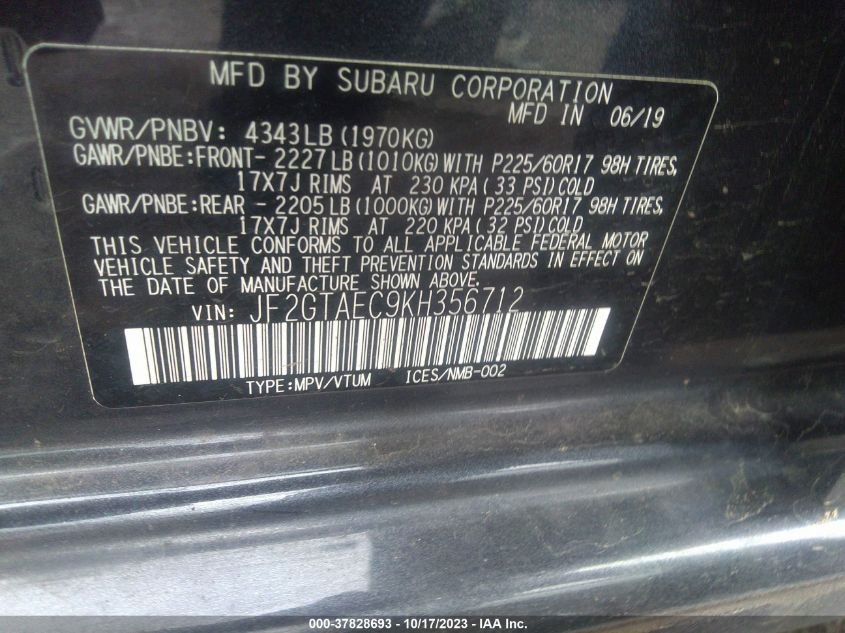 MFD BY SUBARU CORPORATION
MFD IN 06/19
GVWR/PNBV: 4343LB (1970KG)
GAWR/PNBE:FRONT- 2227LB (1010KG) WITH P225/60R17 98H TIRES,
17X7J RIMS AT 230 KPA ( 33 PSI) COLD
GAWR/PNBE:REAR - 2205LB (1000KG) WITH P225/60R17 98H TIRES,
17X7J RIMS AT 220 KPA ( 32 PSI) COLD
THIS VEHICLE CONFORMS TO ALL APPLICABLE FEDERAL MOTOR
VEHICLE SAFETY AND THEFT PREVENTION STANDARDS IN EFFECT ON
THE DATE OF MANUFACTURE SHOWN ABOVE.
VIN: JF2GTAEC9KH356712
TYPE:MPV/VTUM ICES/NMB-002
000-37828693 - 10/17/2023 - IAA Inc.